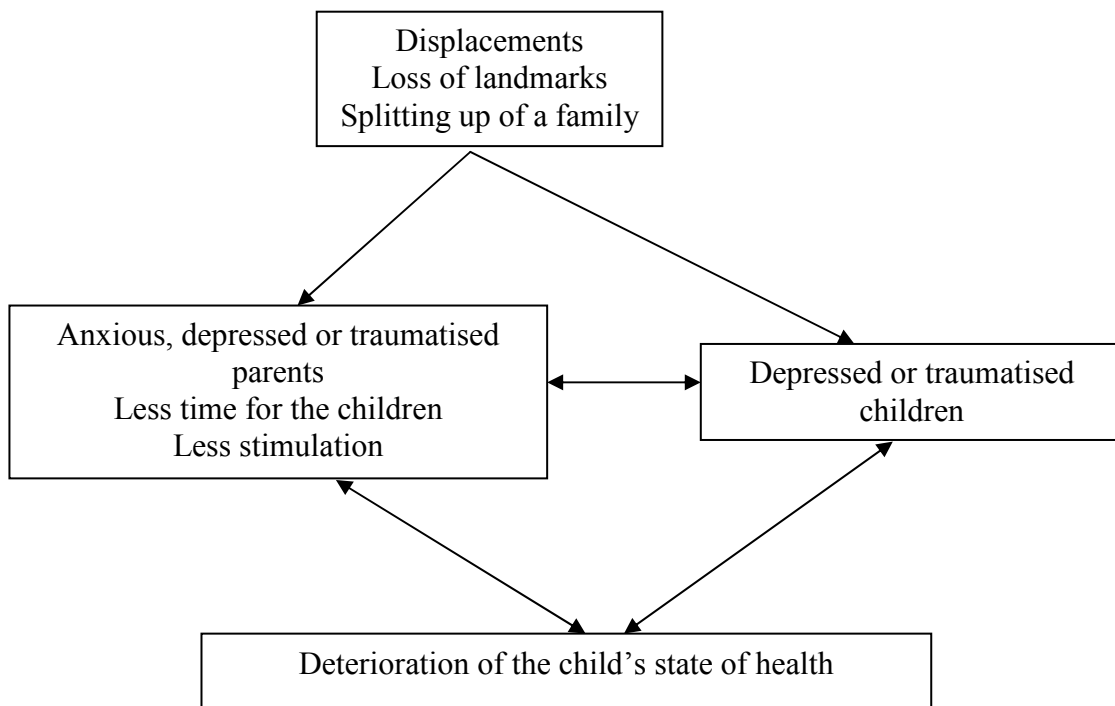 Displacements
Loss of landmarks
Splitting up of a family
Anxious, depressed or traumatised
parents
Less time for the children
Less stimulation
Depressed or traumatised
children
Deterioration of the child’s state of health